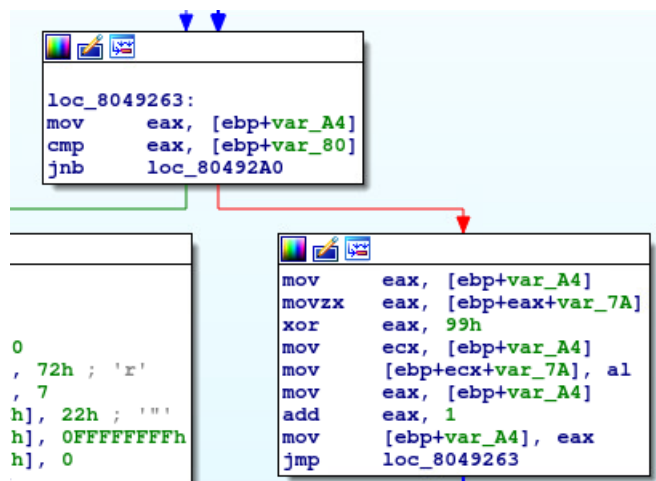 loc_8049263:
mov eax, [ebp+var_A4]
cmp eax, [ebp+var_80]
jnb loc_80492A0
mov eax, [ebp+var_A4]
movzx eax, [ebp+eax+var_7A]
xor eax, 99h
mov ecx, [ebp+var_A4]
mov [ebp+ecx+var_7A], al
mov eax, [ebp+var_A4]
add eax, 1
mov [ebp+var_A4], eax
jmp loc_8049263
0
, 72h ; 'r'
, 7
h], 22h ; '"'
h], 0FFFFFFFFh
h], 0